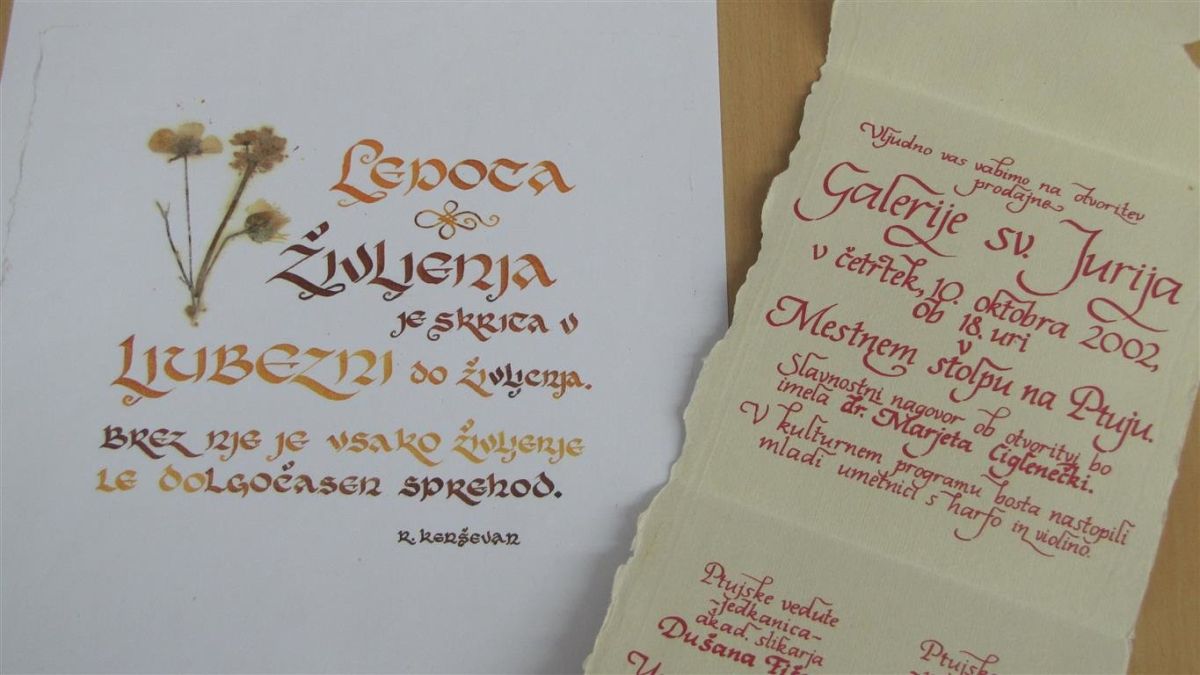 Lepota
Življenja
je skrita v
Ljubezni do življenja.
Brez nje je vsako življenje
le dolgočasen sprehod.
R. Kerševan
Vljudno vas vabimo na otvoritev
prodajne
Galerije sv. Jurija
v četrtek, 10. oktobra 2002,
ob 18. uri
v
Mestnem stolpu na Ptuju.
Slavnostni nagovor ob otvoritvi bo
imela dr. Marjeta Ciglenečki.
V kulturnem programu bosta nastopili
mladi umetnici s harfo in violino.
Ptujske vedute
-Jedkanica-
akad. slikarja
Dušana
Ptujske